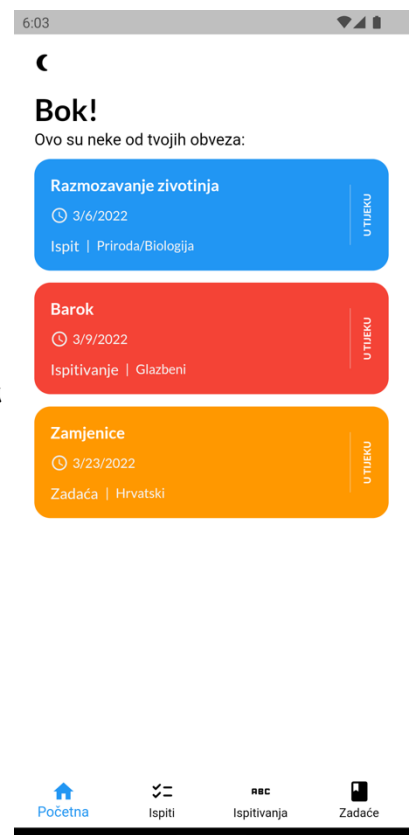 6:03
Bok!
Ovo su neke od tvojih obveza:
Razmozavanje zivotinja
3/6/2022
Ispit | Priroda/Biologija
U TIJEKU
Barok
3/9/2022
Ispitivanje | Glazbeni
U TIJEKU
Zamjenice
3/23/2022
Zadaća | Hrvatski
U TIJEKU
Početna
Ispiti
ABC
Ispitivanja
Zadaće